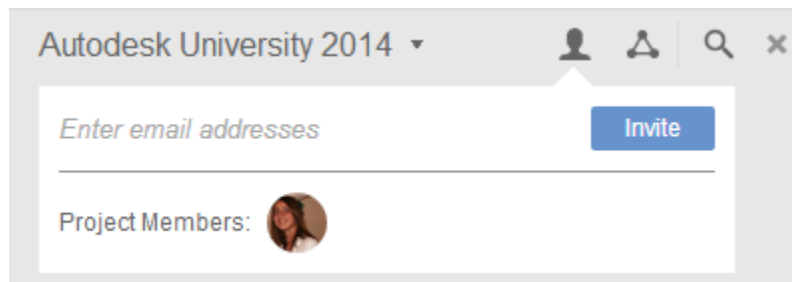 Autodesk University 2014
Enter email addresses
Invite
Project Members: